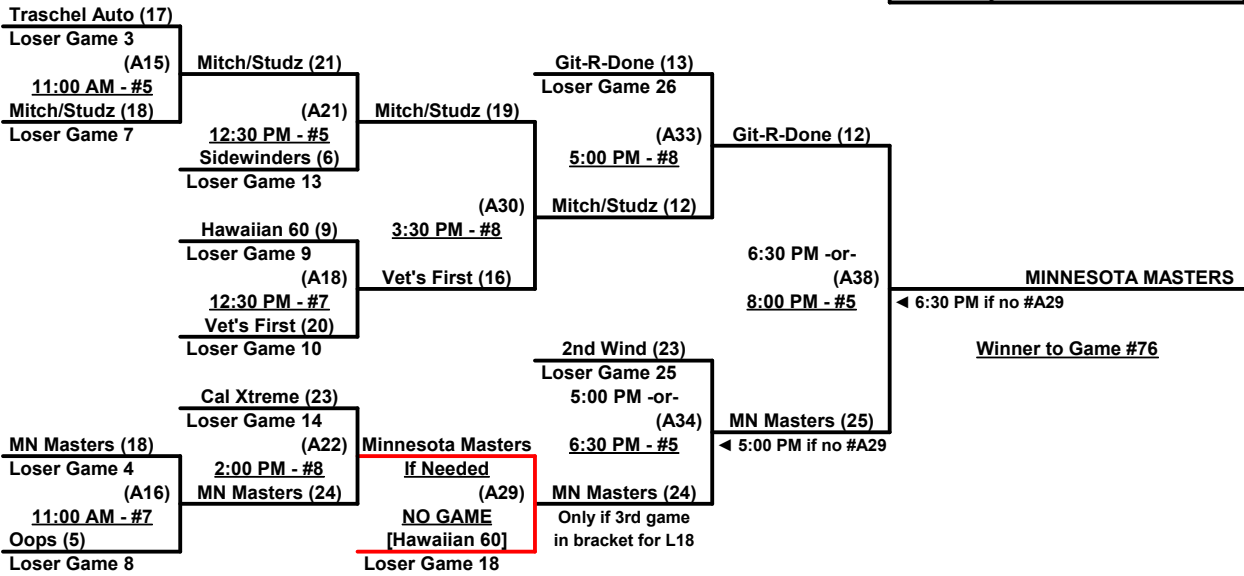 Traschel Auto (17)
Loser Game 3
(A15)
11:00 AM - #5
Mitch/Studz (18)
Loser Game 7
Mitch/Studz (21)
(A21)
12:30 PM - #5
Sidewinders (6)
Loser Game 13
Mitch/Studz (19)
Hawaiian 60 (9)
Loser Game 9
(A18)
12:30 PM - #7
Vet's First (20)
Loser Game 10
(A30)
3:30 PM - #8
Vet's First (16)
Git-R-Done (13)
Loser Game 26
(A33)
5:00 PM - #8
Mitch/Studz (12)
Git-R-Done (12)
6:30 PM -or-
(A38)
8:00 PM - #5
MINNESOTA MASTERS
◄ 6:30 PM if no #A29
Winner to Game #76
MN Masters (18)
Loser Game 4
(A16)
11:00 AM - #7
Oops (5)
Loser Game 8
Cal Xtreme (23)
Loser Game 14
(A22)
2:00 PM - #8
MN Masters (24)
Minnesota Masters
If Needed
(A29)
NO GAME
[Hawaiian 60]
Loser Game 18
2nd Wind (23)
Loser Game 25
5:00 PM -or-
(A34)
6:30 PM - #5
MN Masters (24)
Only if 3rd game
in bracket for L18
MN Masters (25)
◄ 5:00 PM if no #A29